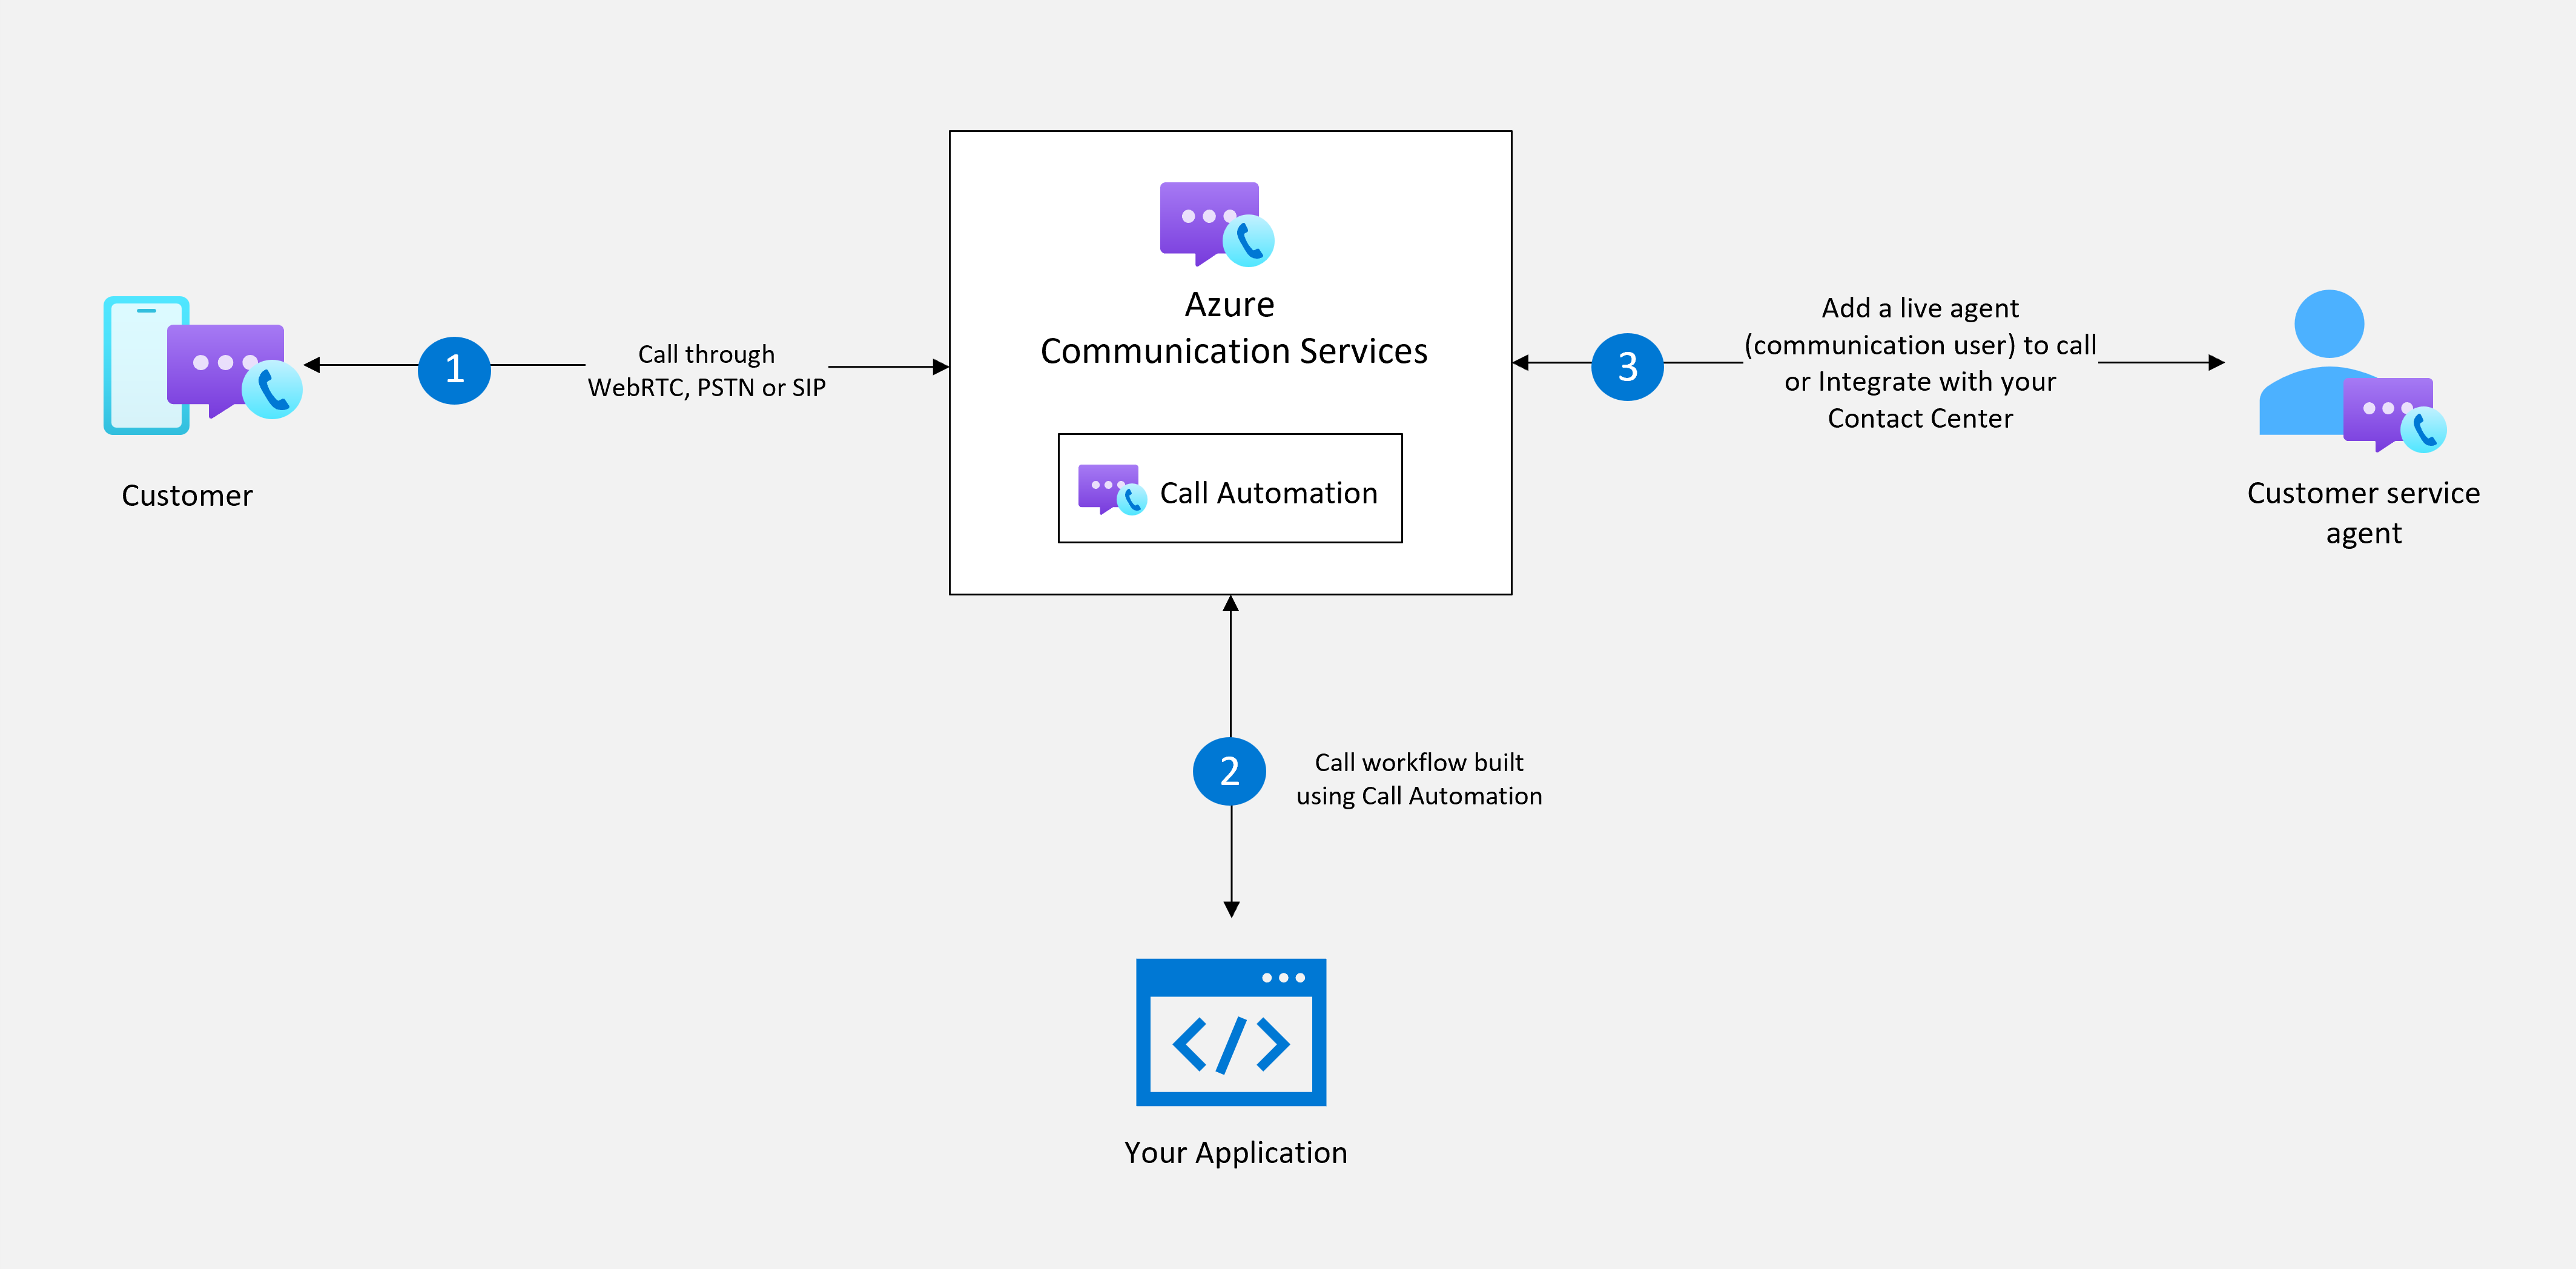 Azure
Communication Services
Call Automation
Customer
1
Call through
WebRTC, PSTN or SIP
3
Add a live agent
(communication user) to call
or Integrate with your
Contact Center
Customer service
agent
2
Call workflow built
using Call Automation
</>
Your Application